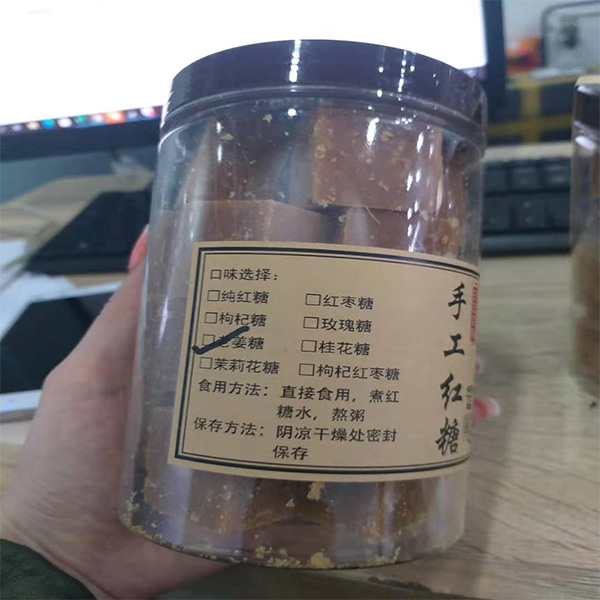 口味选择:
□纯红糖 □红枣糖
□枸杞糖 □玫瑰糖
□老姜糖 □桂花糖
□茉莉花糖 □枸杞红枣糖
食用方法: 直接食用, 煮红
糖水, 熬粥
保存方法: 阴凉干燥处密封
保存
手工红糖